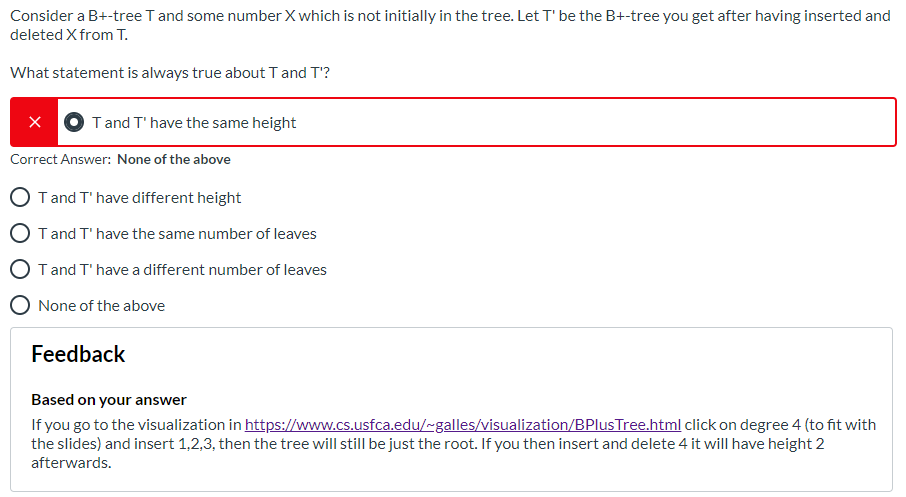 Consider a B+-tree T and some number X which is not initially in the tree. Let T' be the B+-tree you get after having inserted and
deleted X from T.
What statement is always true about T and T'?
T and T' have the same height
Correct Answer: None of the above
T and T' have different height
T and T' have the same number of leaves
T and T' have a different number of leaves
None of the above
Feedback
Based on your answer
If you go to the visualization in https://www.cs.usfca.edu/~galles/visualization/BPlusTree.html click on degree 4 (to fit with
the slides) and insert 1,2,3, then the tree will still be just the root. If you then insert and delete 4 it will have height 2
afterwards.